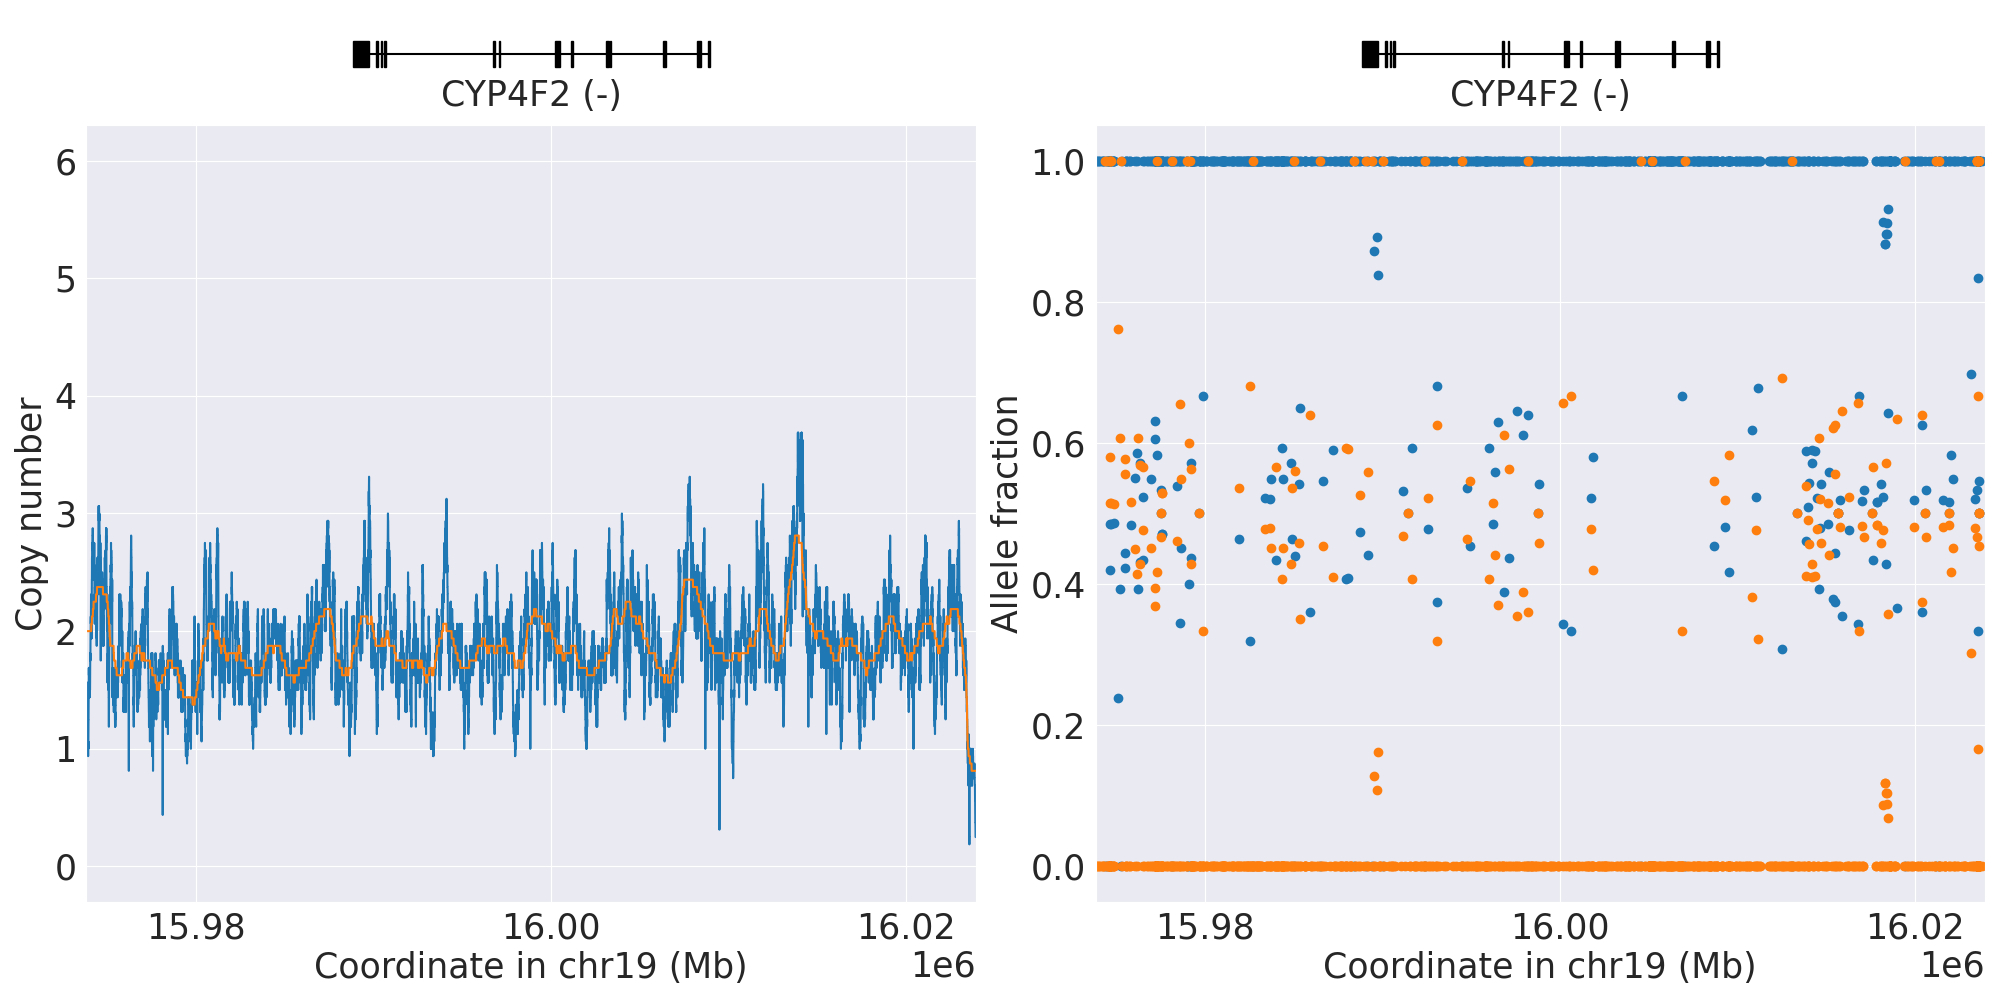 CYP4F2 (-)
6
5
4
3
2
1
0
Copy number
15.98
16.00
16.02
Coordinate in chr19 (Mb)
1e6
CYP4F2 (-)
1.0
0.8
0.6
0.4
0.2
0.0
Allele fraction
15.98
16.00
16.02
Coordinate in chr19 (Mb)
1e6